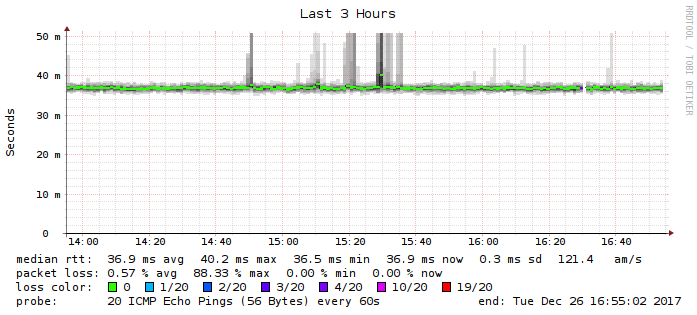 Last 3 Hours
RRDTOOL / TOBI OETIKER
50 m
40 m
30 m
20 m
10 m
0
Seconds
14:00 14:20 14:40 15:00 15:20 15:40 16:00 16:20 16:40
median rtt: 36.9 ms avg 40.2 ms max 36.5 ms min 36.9 ms now 0.3 ms sd 121.4 am/s
packet loss: 0.57 % avg 88.33 % max 0.00 % min 0.00 % now
loss color: 0 1/20 2/20 3/20 4/20 10/20 19/20
probe: 20 ICMP Echo Pings (56 Bytes) every 60s end: Tue Dec 26 16:55:02 2017